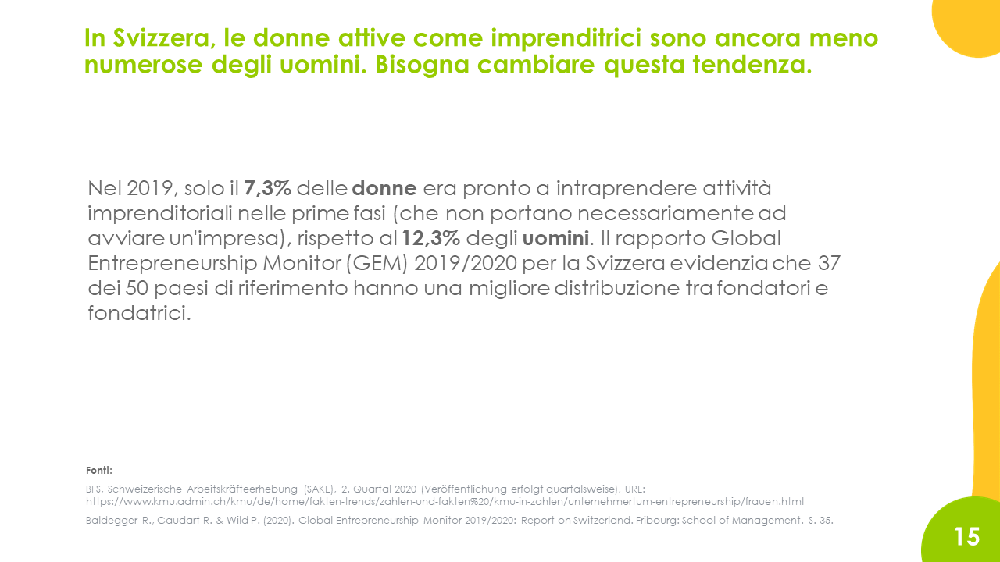 In Svizzera, le donne attive come imprenditrici sono ancora meno
numerose degli uomini. Bisogna cambiare questa tendenza.
Nel 2019, solo il 7,3% delle donne era pronto a intraprendere attività
imprenditoriali nelle prime fasi (che non portano necessariamente ad
avviare un'impresa), rispetto al 12,3% degli uomini. Il rapporto Global
Entrepreneurship Monitor (GEM) 2019/2020 per la Svizzera evidenzia che 37
dei 50 paesi di riferimento hanno una migliore distribuzione tra fondatori e
fondatrici.
Fonti:
BFS, Schweizerische Arbeitskräfteerhebung (SAKE), 2. Quartal 2020 (Veröffentlichung erfolgt quartalsweise), URL:
https://www.kmu.admin.ch/kmu/de/home/fakten-trends/zahlen-und-fakten%20/kmu-in-zahlen/unternehmertum-entrepreneurship/frauen.html
Baldegger R., Gaudart R. & Wild P. (2020). Global Entrepreneurship Monitor 2019/2020: Report on Switzerland. Fribourg: School of Management. S. 35.
15